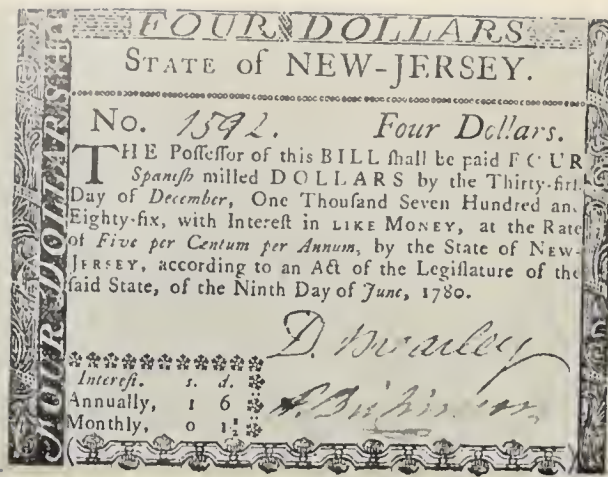 FOUR DOLLARS
STATE of NEW-JERSEY.
No. 1592. Four Dollars.
THE Poſſeſſor of this BILL ſhall be paid FOUR
Spaniſh milled DOLLARS by the Thirty-firſt
Day of December, One Thouſand Seven Hundred and
Eighty-ſix, with Intereſt in LIKE MONEY, at the Rate
of Five per Centum per Annum, by the State of NEW-
JERSEY, according to an Act of the Legiſlature of the
ſaid State, of the Ninth Day of June, 1780.
D. Brearley
Intereſt. s. d.
Annually, 1 6
Monthly, 0 1½
FOUR DOLLARS